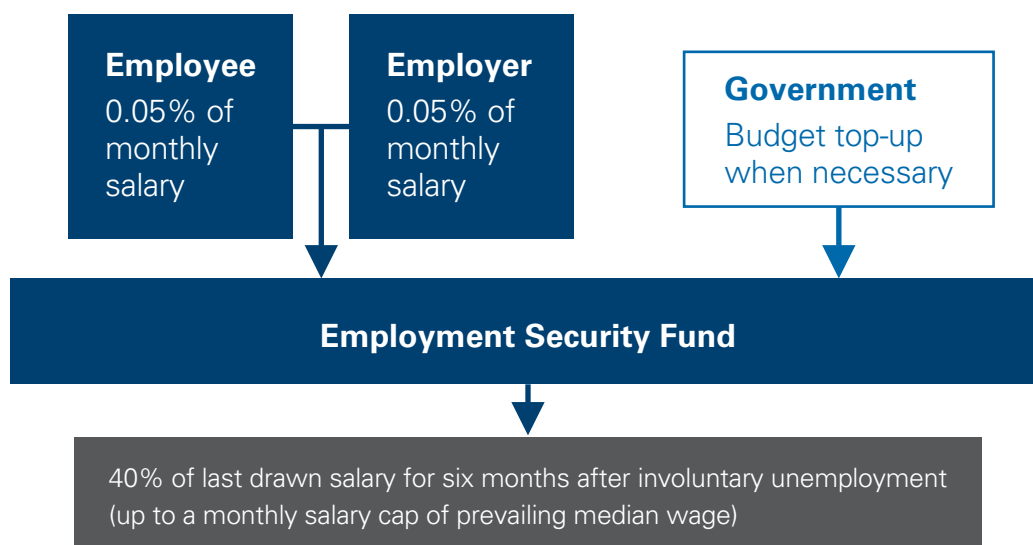 Employee
0.05% of
monthly
salary
Employer
0.05% of
monthly
salary
Government
Budget top-up
when necessary
Employment Security Fund
40% of last drawn salary for six months after involuntary unemployment
(up to a monthly salary cap of prevailing median wage)